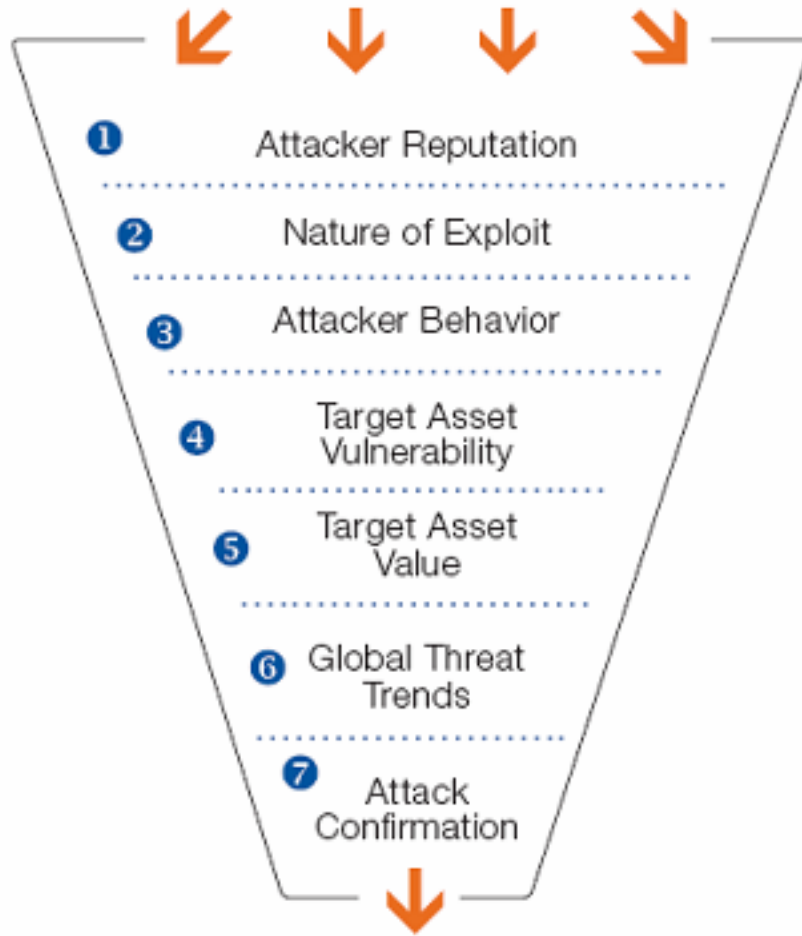 1 Attacker Reputation
2 Nature of Exploit
3 Attacker Behavior
4 Target Asset
Vulnerability
5 Target Asset
Value
6 Global Threat
Trends
7 Attack
Confirmation